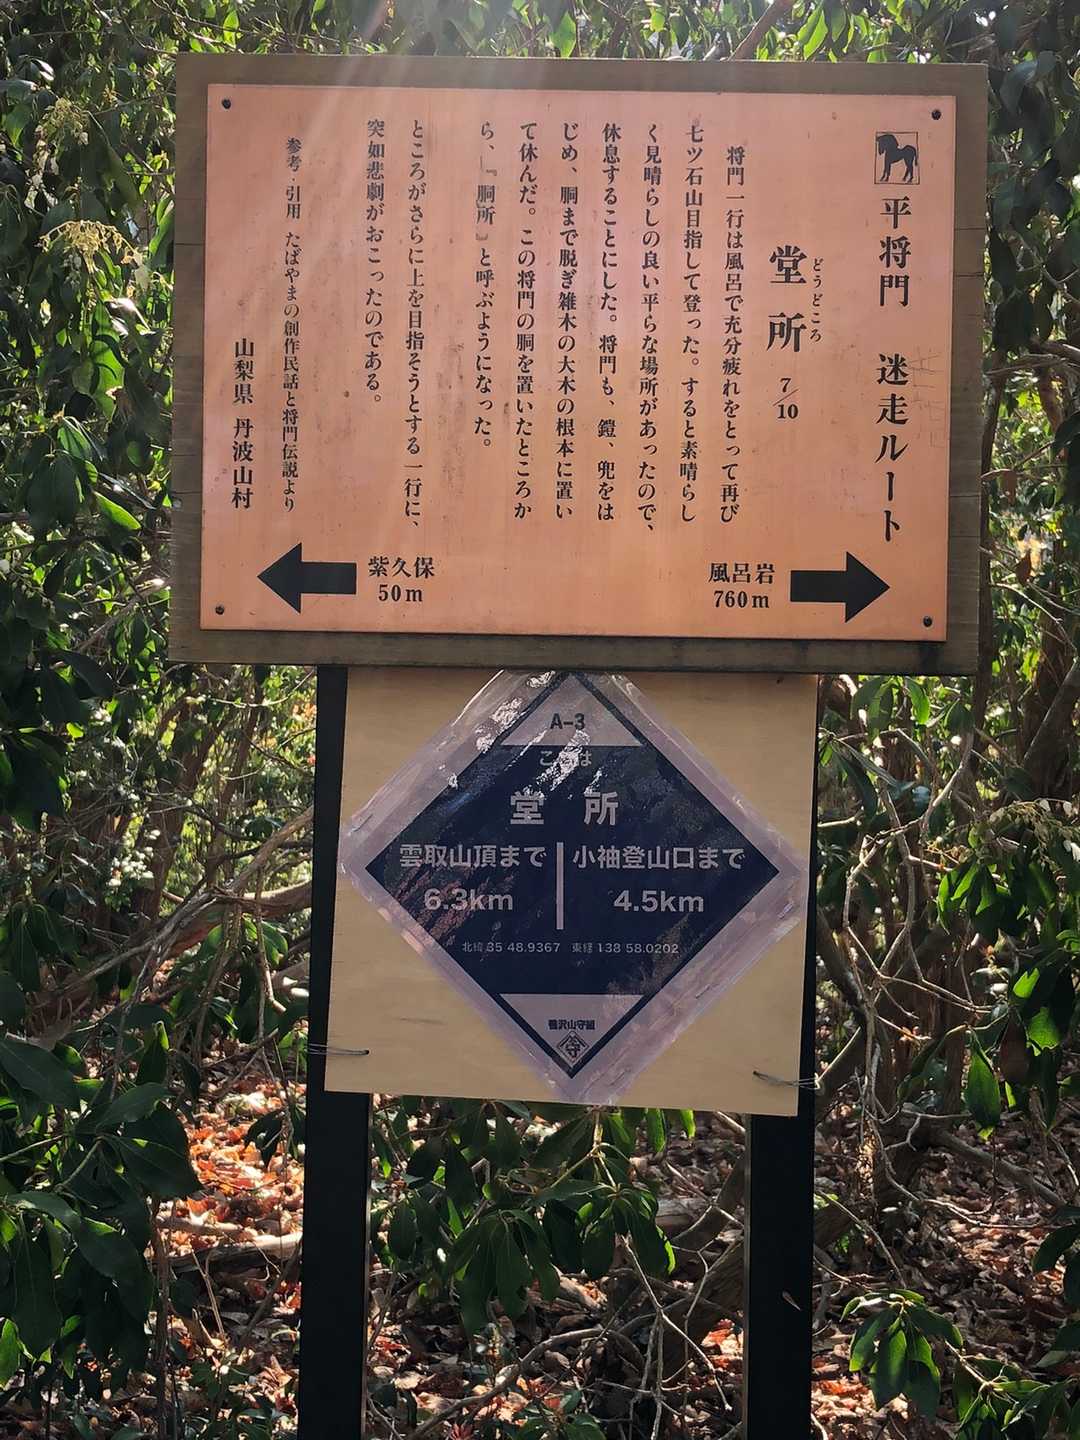 平将門　迷走ルート
どうどころ
堂所 7/10
将門一行は風呂で充分疲れをとって再び
七ツ石山目指して登った。すると素晴らし
く見晴らしの良い平らな場所があったので、
休息することにした。将門も、鎧、兜をは
じめ、胴まで脱ぎ雑木の大木の根本に置い
て休んだ。この将門の胴を置いたところか
ら、『胴所』と呼ぶようになった。
ところがさらに上を目指そうとする一行に、
突如悲劇がおこったのである。
参考・引用　たばやまの創作民話と将門伝説より
山梨県　丹波山村
紫久保
50m
風呂岩
760m
A-3
ここは
堂　所
雲取山頂まで
6.3km
小袖登山口まで
4.5km
北緯 35 48.9367　東経 138 58.0202
鴨沢山守組
守